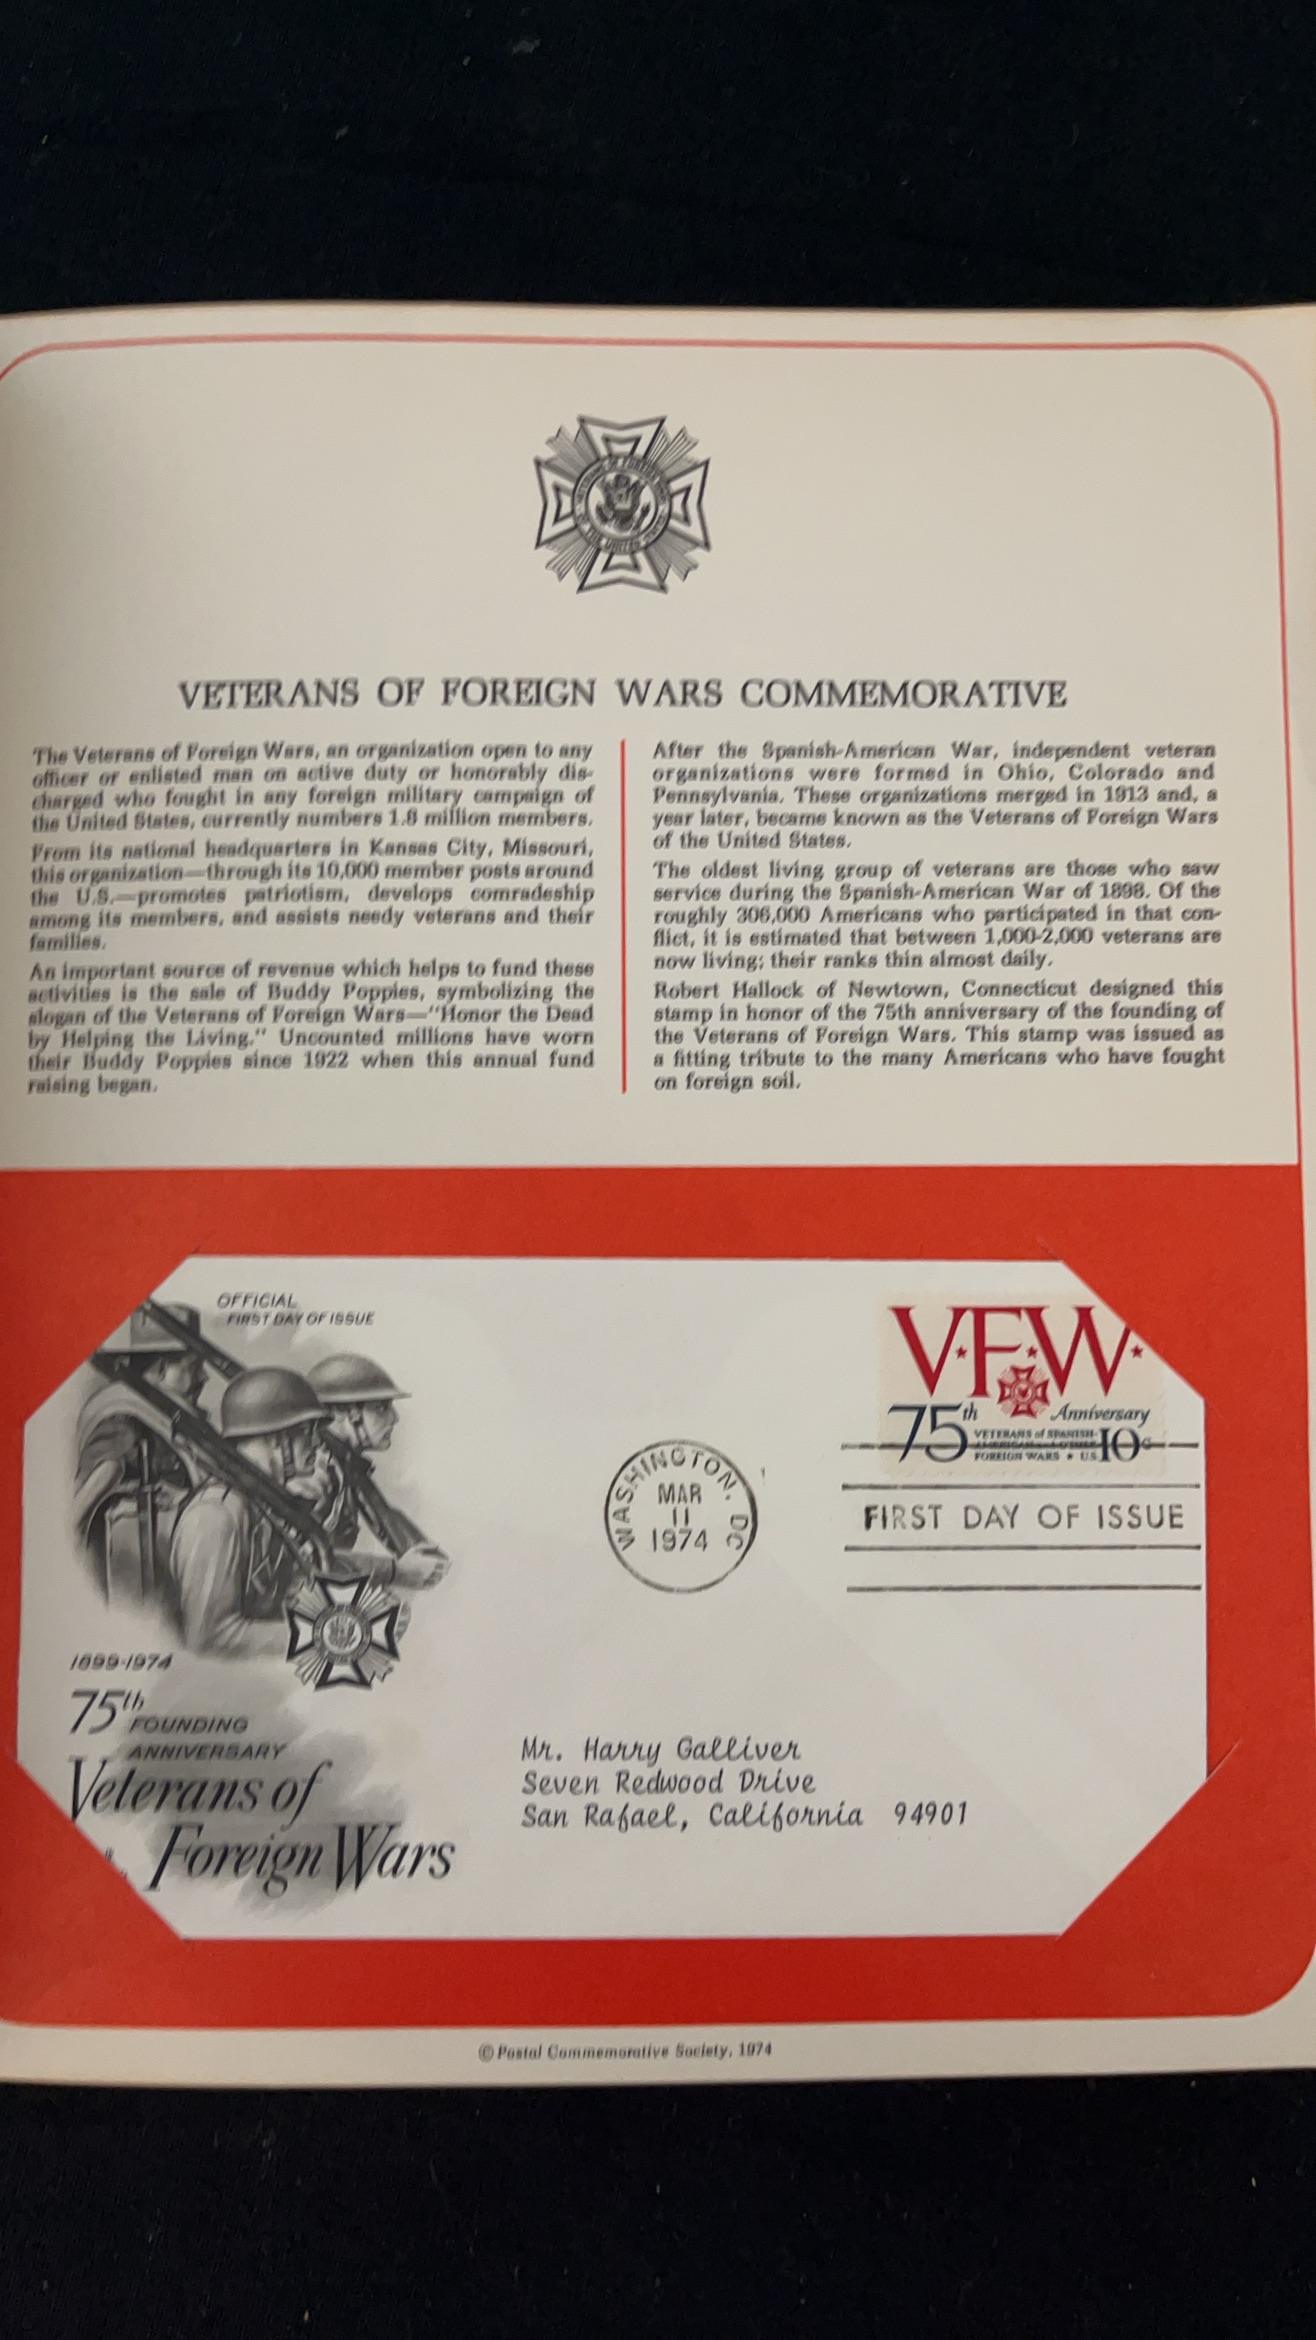 VETERANS OF FOREIGN WARS COMMEMORATIVE
The Veterans of Foreign Wars, an organization open to any
officer or enlisted man on active duty or honorably dis-
charged who fought in any foreign military campaign of
the United States, currently numbers 1.8 million members.
From its national headquarters in Kansas City, Missouri,
this organization—through its 10,000 member posts around
the U.S.—promotes patriotism, develops comradeship
among its members, and assists needy veterans and their
families.
An important source of revenue which helps to fund these
activities is the sale of Buddy Poppies, symbolizing the
slogan of the Veterans of Foreign Wars—"Honor the Dead
by Helping the Living." Uncounted millions have worn
their Buddy Poppies since 1922 when this annual fund
raising began.
After the Spanish-American War, independent veteran
organizations were formed in Ohio, Colorado and
Pennsylvania. These organizations merged in 1913 and, a
year later, became known as the Veterans of Foreign Wars
of the United States.
The oldest living group of veterans are those who saw
service during the Spanish-American War of 1898. Of the
roughly 306,000 Americans who participated in that con-
flict, it is estimated that between 1,000-2,000 veterans are
now living; their ranks thin almost daily.
Robert Hallock of Newtown, Connecticut designed this
stamp in honor of the 75th anniversary of the founding of
the Veterans of Foreign Wars. This stamp was issued as
a fitting tribute to the many Americans who have fought
on foreign soil.
OFFICIAL
FIRST DAY OF ISSUE
V·F·W·
75th Anniversary
VETERANS of SPANISH-
FOREIGN WARS ★ U.S. 10c
WASHINGTON, DC
MAR
11
1974
FIRST DAY OF ISSUE
1899-1974
75th
FOUNDING
ANNIVERSARY
Veterans of
Foreign Wars
Mr. Harry Galliver
Seven Redwood Drive
San Rafael, California 94901
© Postal Commemorative Society, 1974